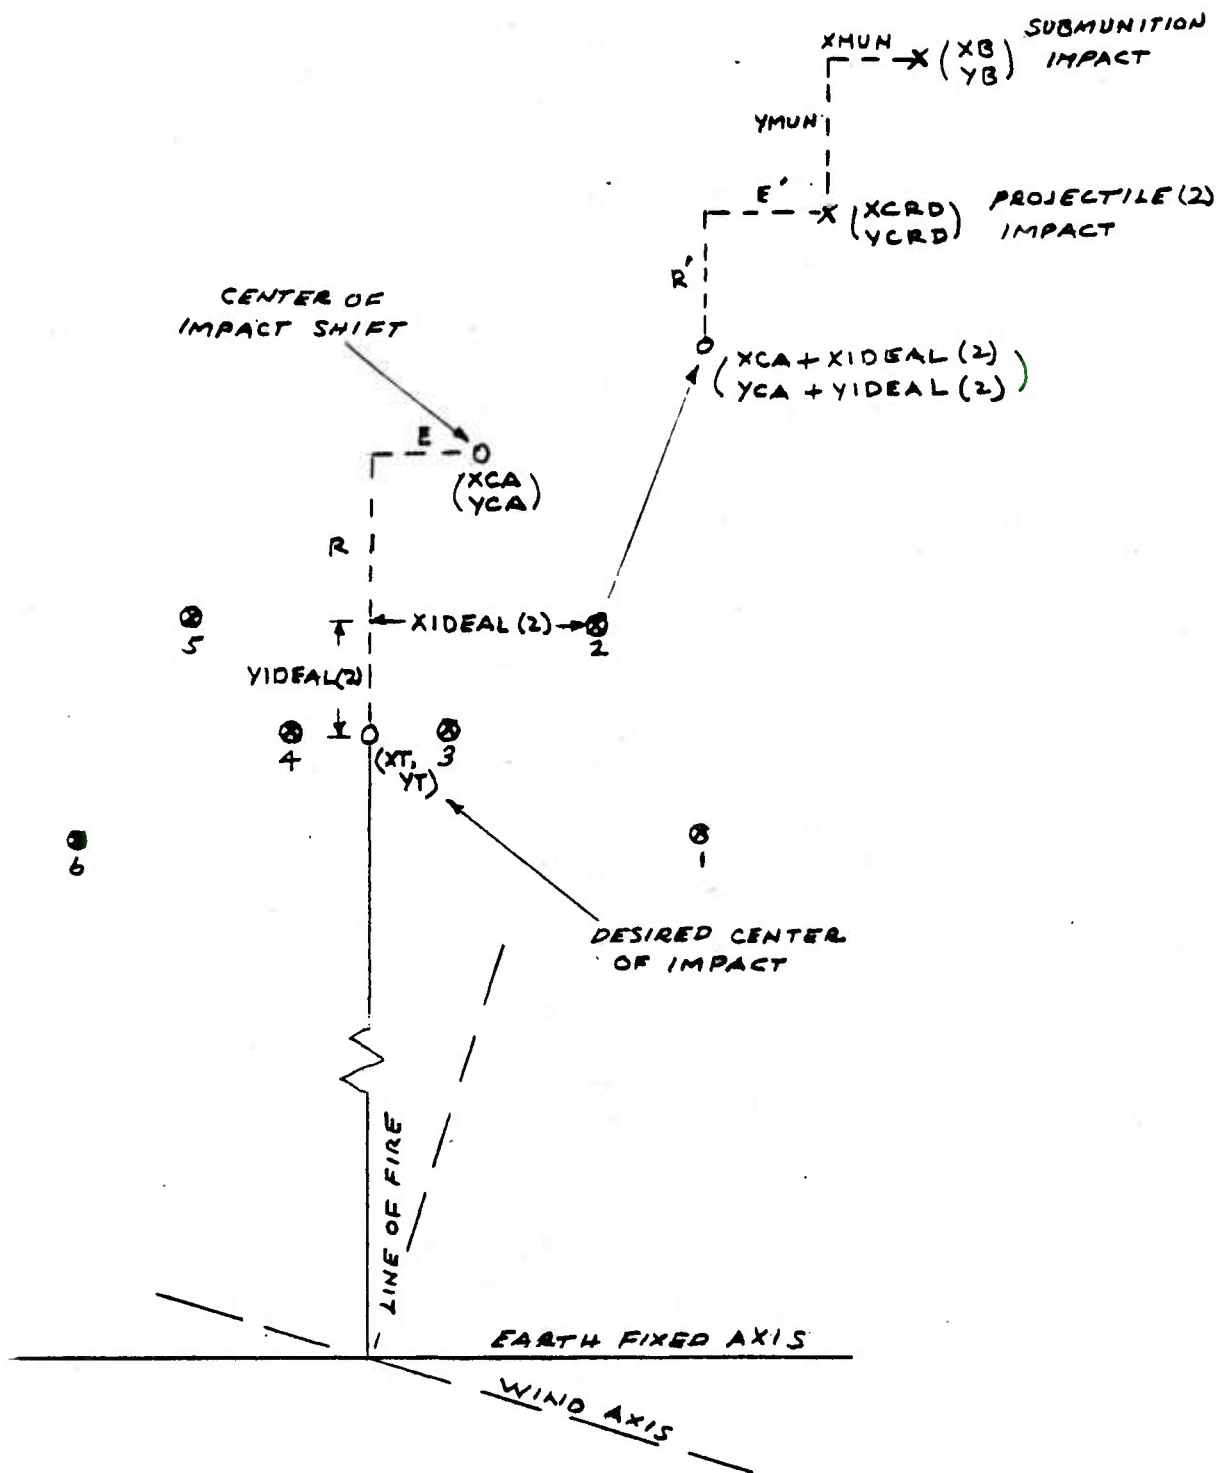 SUBMUNITION
IMPACT
XMUN
(XB
YB)
YMUN
E'
(XCRD
YCRD)
PROJECTILE (2)
IMPACT
R'
CENTER OF
IMPACT SHIFT
(XCA + XIDEAL (2)
YCA + YIDEAL (2))
E
(XCA
YCA)
R
XIDEAL (2)
5
2
YIDEAL(2)
4
(XT,
YT)
3
6
1
DESIRED CENTER
OF IMPACT
LINE OF FIRE
EARTH FIXED AXIS
WIND AXIS